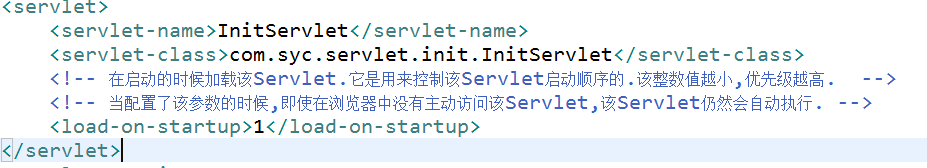 <servlet>
<servlet-name>InitServlet</servlet-name>
<servlet-class>com.syc.servlet.init.InitServlet</servlet-class>
<!-- 在启动的时候加载该Servlet.它是用来控制该Servlet启动顺序的.该整数值越小,优先级越高. -->
<!-- 当配置了该参数的时候,即使在浏览器中没有主动访问该Servlet,该Servlet仍然会自动执行. -->
<load-on-startup>1</load-on-startup>
</servlet>